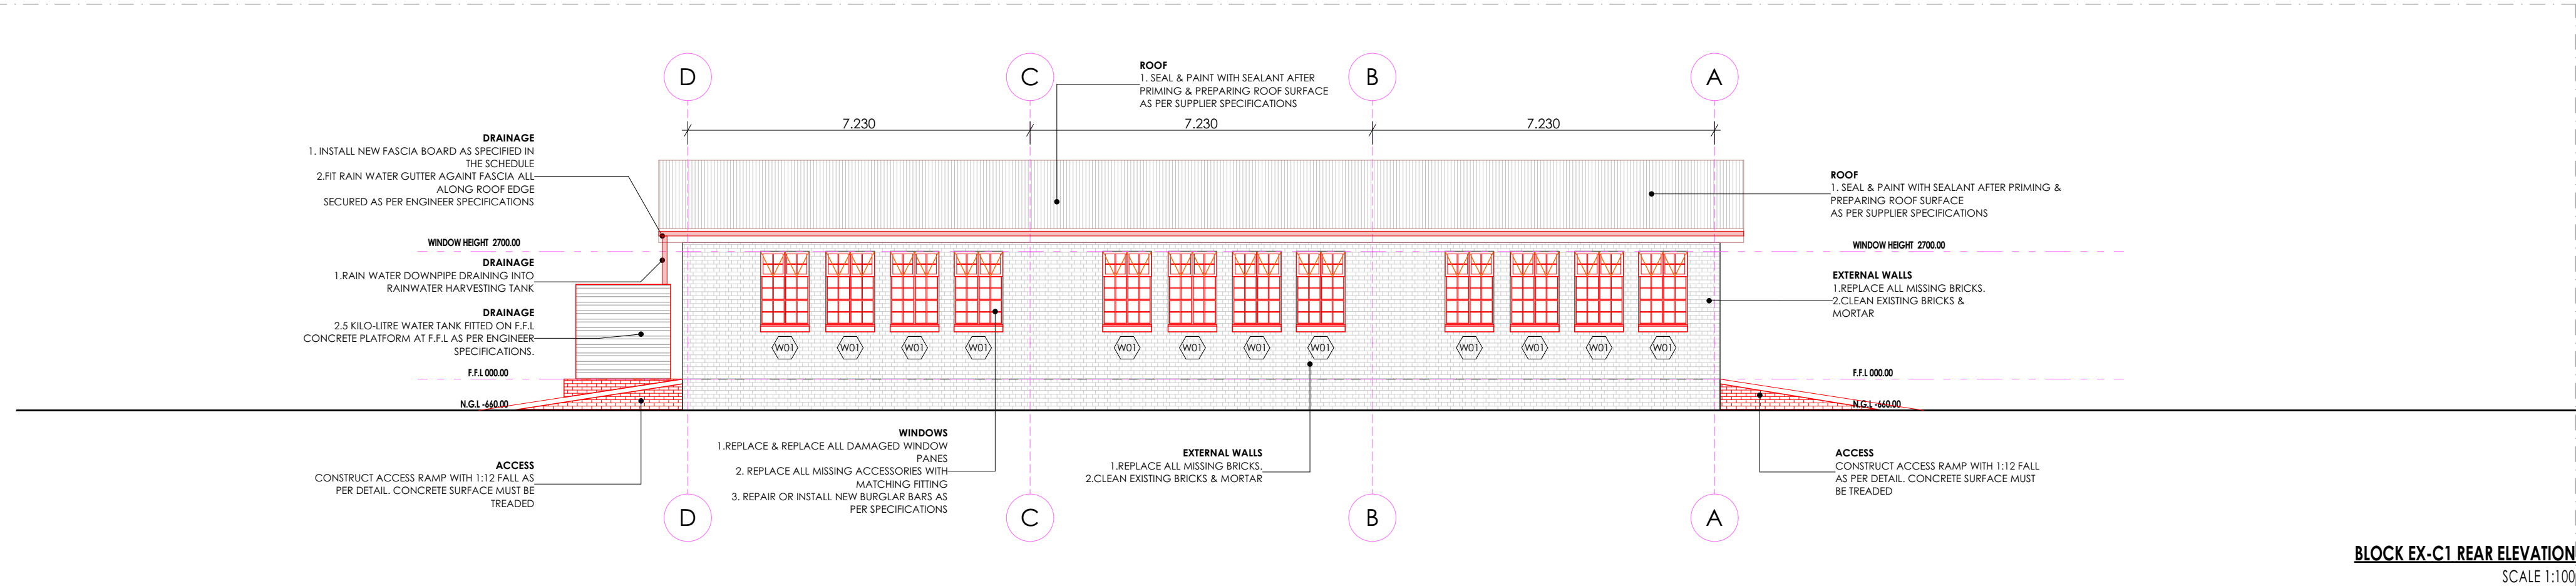 D
C
B
A
7.230
7.230
7.230
ROOF
1. SEAL & PAINT WITH SEALANT AFTER
PRIMING & PREPARING ROOF SURFACE
AS PER SUPPLIER SPECIFICATIONS
DRAINAGE
1. INSTALL NEW FASCIA BOARD AS SPECIFIED IN
THE SCHEDULE
2.FIT RAIN WATER GUTTER AGAINT FASCIA ALL
ALONG ROOF EDGE
SECURED AS PER ENGINEER SPECIFICATIONS
WINDOW HEIGHT 2700.00
DRAINAGE
1.RAIN WATER DOWNPIPE DRAINING INTO
RAINWATER HARVESTING TANK
DRAINAGE
2.5 KILO-LITRE WATER TANK FITTED ON F.F.L
CONCRETE PLATFORM AT F.F.L AS PER ENGINEER
SPECIFICATIONS.
F.F.L 000.00
N.G.L -660.00
ROOF
1. SEAL & PAINT WITH SEALANT AFTER PRIMING &
PREPARING ROOF SURFACE
AS PER SUPPLIER SPECIFICATIONS
WINDOW HEIGHT 2700.00
EXTERNAL WALLS
1.REPLACE ALL MISSING BRICKS.
2.CLEAN EXISTING BRICKS &
MORTAR
F.F.L 000.00
N.G.L -660.00
W01
W01
W01
W01
W01
W01
W01
W01
W01
W01
W01
W01
ACCESS
CONSTRUCT ACCESS RAMP WITH 1:12 FALL AS
PER DETAIL. CONCRETE SURFACE MUST BE
TREADED
WINDOWS
1.REPLACE & REPLACE ALL DAMAGED WINDOW
PANES
2. REPLACE ALL MISSING ACCESSORIES WITH
MATCHING FITTING
3. REPAIR OR INSTALL NEW BURGLAR BARS AS
PER SPECIFICATIONS
EXTERNAL WALLS
1.REPLACE ALL MISSING BRICKS.
2.CLEAN EXISTING BRICKS & MORTAR
ACCESS
CONSTRUCT ACCESS RAMP WITH 1:12 FALL
AS PER DETAIL. CONCRETE SURFACE MUST
BE TREADED
D
C
B
A
BLOCK EX-C1 REAR ELEVATION
SCALE 1:100